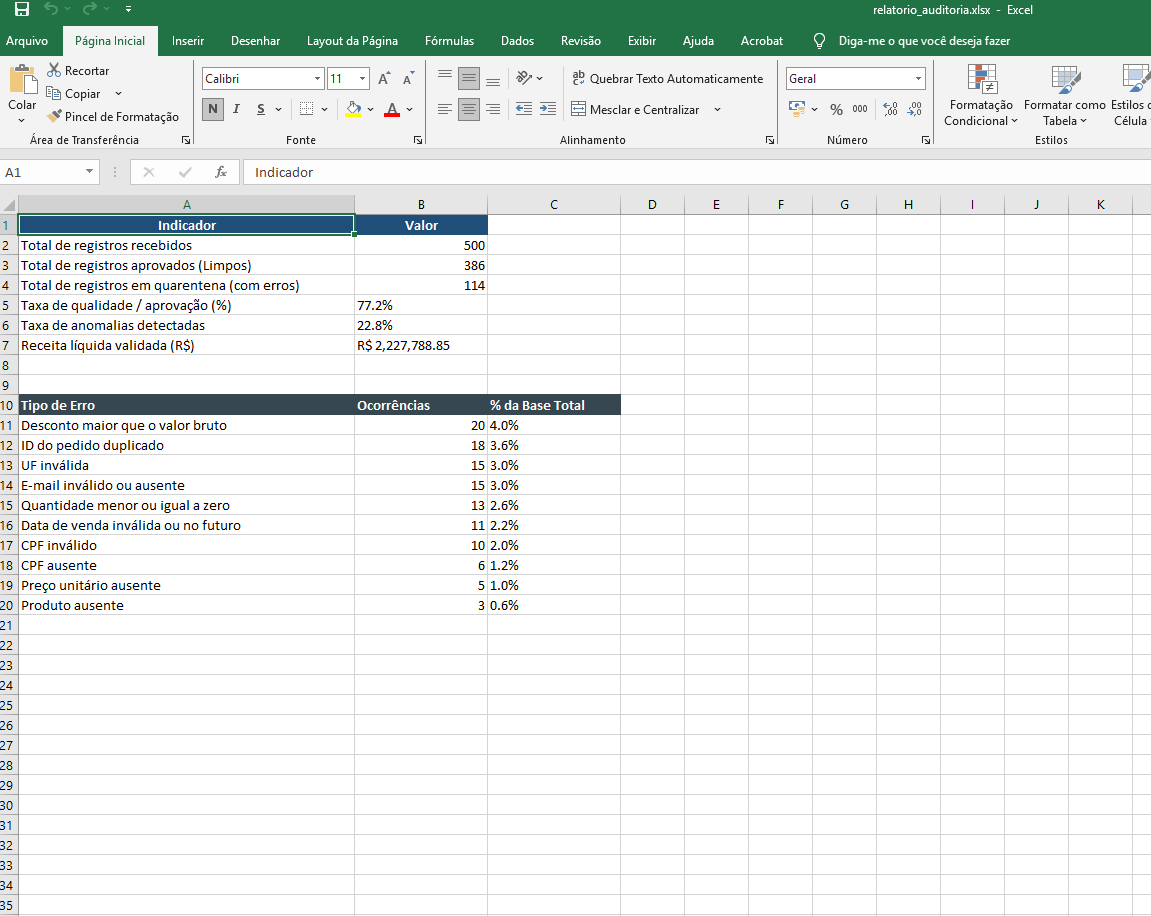 relatorio_auditoria.xlsx - Excel
Arquivo Página Inicial Inserir Desenhar Layout da Página Fórmulas Dados Revisão Exibir Ajuda Acrobat Diga-me o que você deseja fazer
Colar
Recortar
Copiar
Pincel de Formatação
Área de Transferência
Calibri 11
N I S
Fonte
Quebrar Texto Automaticamente
Mesclar e Centralizar
Alinhamento
Geral
% 000
Número
Formatação Condicional
Formatar como Tabela
Estilos
Célula
Estilos
A1 fx Indicador
A B C D E F G H I J K
1 Indicador Valor
2 Total de registros recebidos 500
3 Total de registros aprovados (Limpos) 386
4 Total de registros em quarentena (com erros) 114
5 Taxa de qualidade / aprovação (%) 77.2%
6 Taxa de anomalias detectadas 22.8%
7 Receita líquida validada (R$) R$ 2,227,788.85
8
9
10 Tipo de Erro Ocorrências % da Base Total
11 Desconto maior que o valor bruto 20 4.0%
12 ID do pedido duplicado 18 3.6%
13 UF inválida 15 3.0%
14 E-mail inválido ou ausente 15 3.0%
15 Quantidade menor ou igual a zero 13 2.6%
16 Data de venda inválida ou no futuro 11 2.2%
17 CPF inválido 10 2.0%
18 CPF ausente 6 1.2%
19 Preço unitário ausente 5 1.0%
20 Produto ausente 3 0.6%
21
22
23
24
25
26
27
28
29
30
31
32
33
34
35